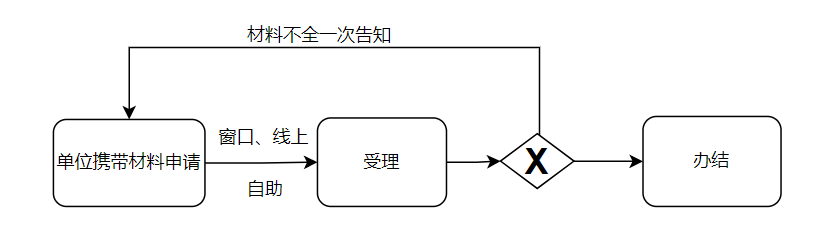 材料不全一次告知
窗口、线上
单位携带材料申请
受理
X
办结
自助